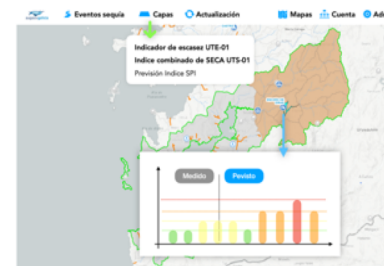 Eventos sequía
Capas
Actualización
Mapas
Cuenta
Indicador de escasez UTE-01
Indice combinado de SECA UTS-01
Previsión Indice SPI
Medido
Pevisto